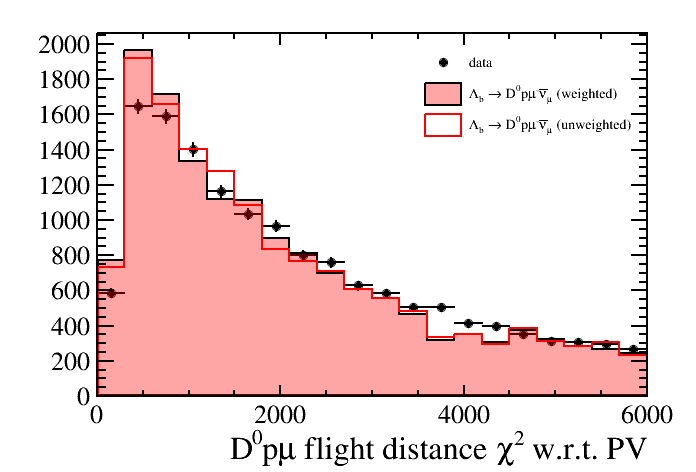 2000
1800
1600
1400
1200
1000
800
600
400
200
0
data
Λb → D⁰pμ ν̅μ (weighted)
Λb → D⁰pμ ν̅μ (unweighted)
0 2000 4000 6000
D⁰pμ flight distance χ² w.r.t. PV